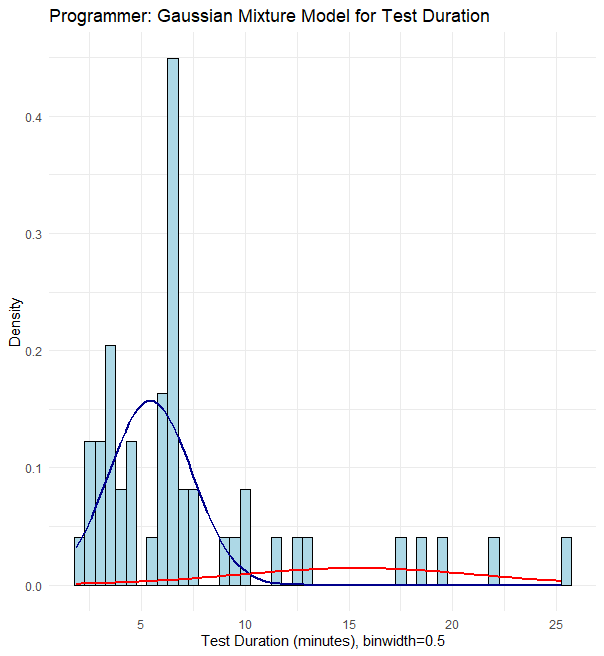 Programmer: Gaussian Mixture Model for Test Duration
Density
0.4
0.3
0.2
0.1
0.0
5 10 15 20 25
Test Duration (minutes), binwidth=0.5